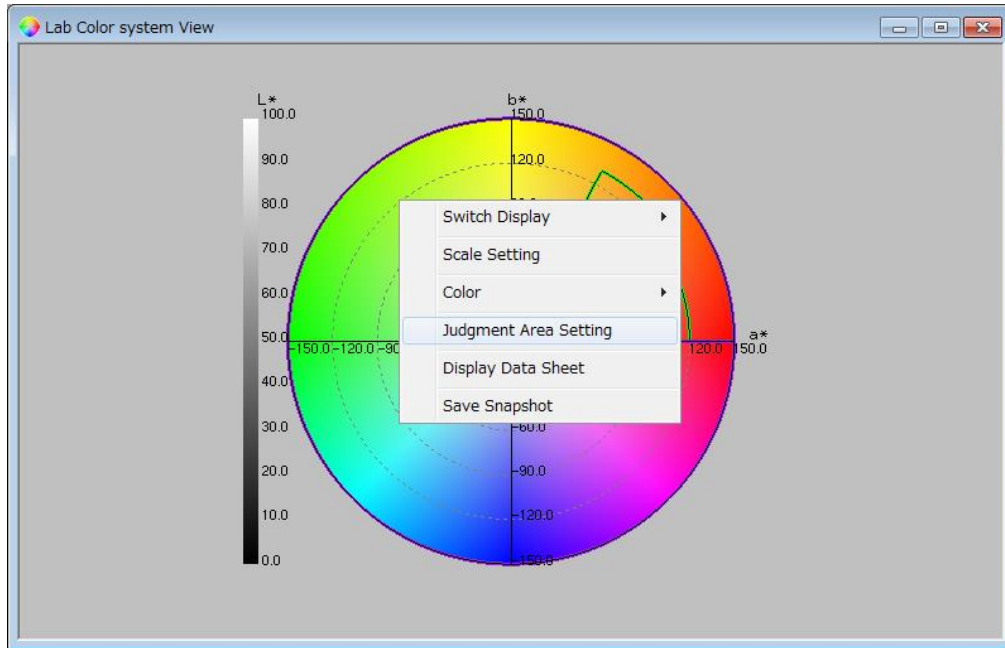 Lab Color system View
L*
100.0
90.0
80.0
70.0
60.0
50.0
40.0
30.0
20.0
10.0
0.0
b*
150.0
120.0
Switch Display
Scale Setting
Color
Judgment Area Setting
Display Data Sheet
Save Snapshot
-150.0 -120.0 -90
120.0 150.0
a*
-60.0
-90.0
-120.0
-150.0